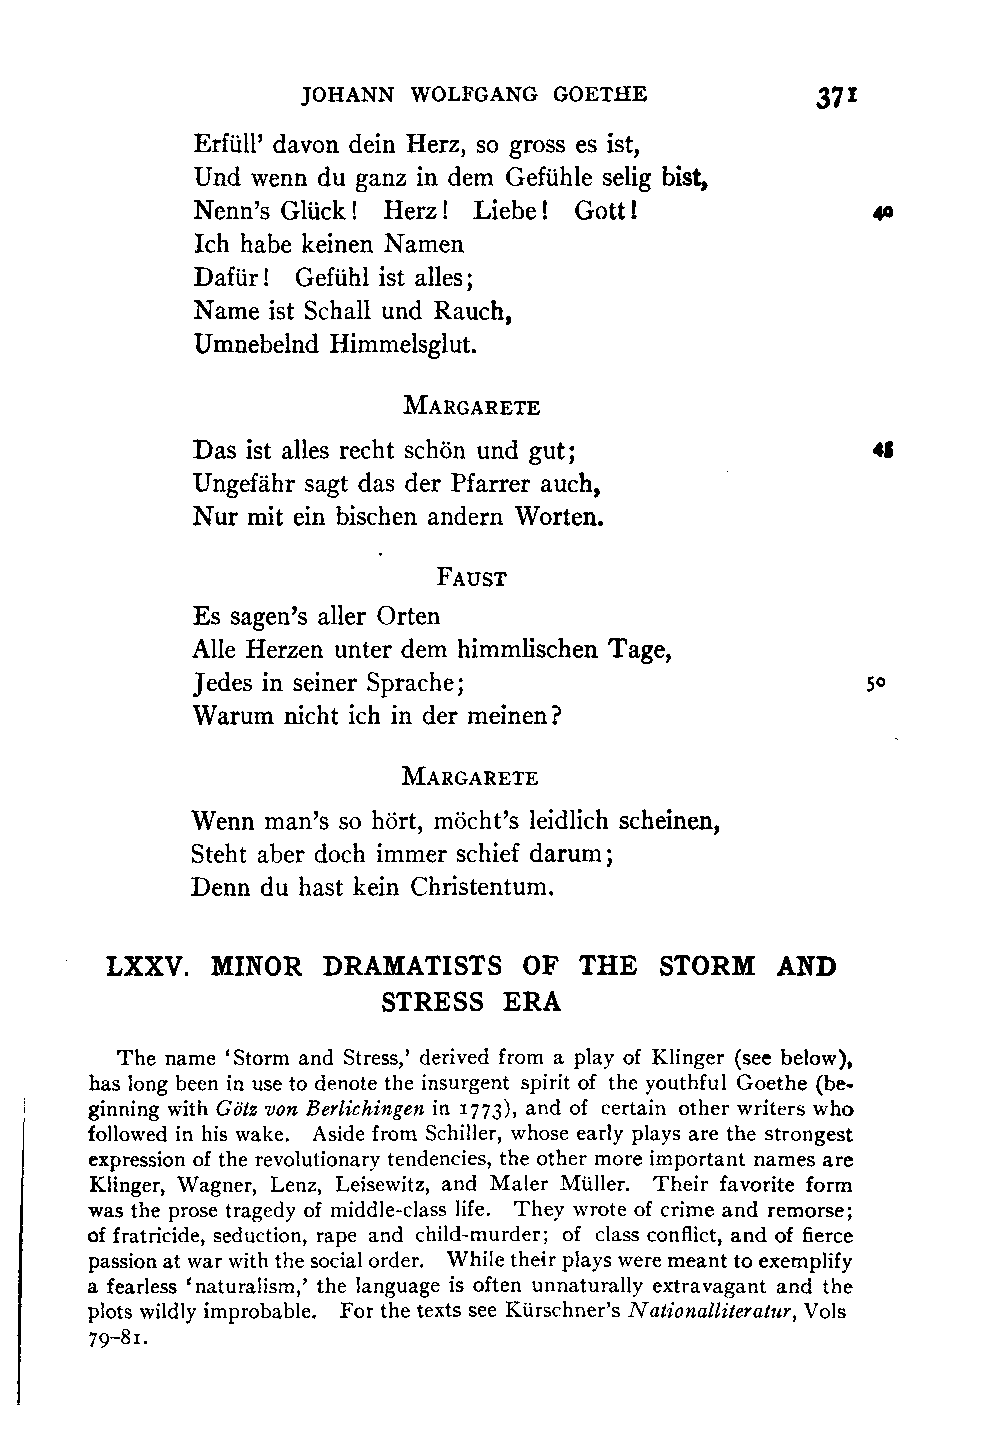 JOHANN WOLFGANG GOETHE 371
Erfüll' davon dein Herz, so gross es ist,
Und wenn du ganz in dem Gefühle selig bist,
Nenn's Glück! Herz! Liebe! Gott! 40
Ich habe keinen Namen
Dafür! Gefühl ist alles;
Name ist Schall und Rauch,
Umnebelnd Himmelsglut.
MARGARETE
Das ist alles recht schön und gut; 45
Ungefähr sagt das der Pfarrer auch,
Nur mit ein bischen andern Worten.
FAUST
Es sagen's aller Orten
Alle Herzen unter dem himmlischen Tage,
Jedes in seiner Sprache; 50
Warum nicht ich in der meinen?
MARGARETE
Wenn man's so hört, möcht's leidlich scheinen,
Steht aber doch immer schief darum;
Denn du hast kein Christentum.
LXXV. MINOR DRAMATISTS OF THE STORM AND
STRESS ERA
The name 'Storm and Stress,' derived from a play of Klinger (see below),
has long been in use to denote the insurgent spirit of the youthful Goethe (be-
ginning with Götz von Berlichingen in 1773), and of certain other writers who
followed in his wake. Aside from Schiller, whose early plays are the strongest
expression of the revolutionary tendencies, the other more important names are
Klinger, Wagner, Lenz, Leisewitz, and Maler Müller. Their favorite form
was the prose tragedy of middle-class life. They wrote of crime and remorse;
of fratricide, seduction, rape and child-murder; of class conflict, and of fierce
passion at war with the social order. While their plays were meant to exemplify
a fearless 'naturalism,' the language is often unnaturally extravagant and the
plots wildly improbable. For the texts see Kürschner's Nationalliteratur, Vols
79–81.